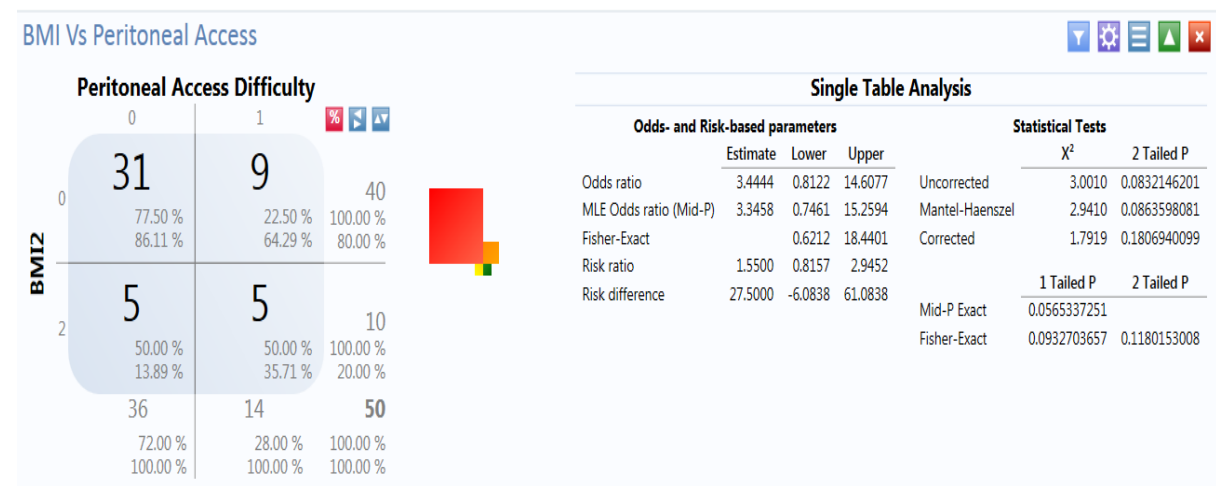 BMI Vs Peritoneal Access
Peritoneal Access Difficulty
0 1 %
BMI2
0 31 9 40
77.50 % 22.50 % 100.00 %
86.11 % 64.29 % 80.00 %
2 5 5 10
50.00 % 50.00 % 100.00 %
13.89 % 35.71 % 20.00 %
36 14 50
72.00 % 28.00 % 100.00 %
100.00 % 100.00 % 100.00 %
Single Table Analysis
Odds- and Risk-based parameters
Estimate Lower Upper
Odds ratio 3.4444 0.8122 14.6077
MLE Odds ratio (Mid-P) 3.3458 0.7461 15.2594
Fisher-Exact 0.6212 18.4401
Risk ratio 1.5500 0.8157 2.9452
Risk difference 27.5000 -6.0838 61.0838
Statistical Tests
X² 2 Tailed P
Uncorrected 3.0010 0.0832146201
Mantel-Haenszel 2.9410 0.0863598081
Corrected 1.7919 0.1806940099
1 Tailed P 2 Tailed P
Mid-P Exact 0.0565337251
Fisher-Exact 0.0932703657 0.1180153008